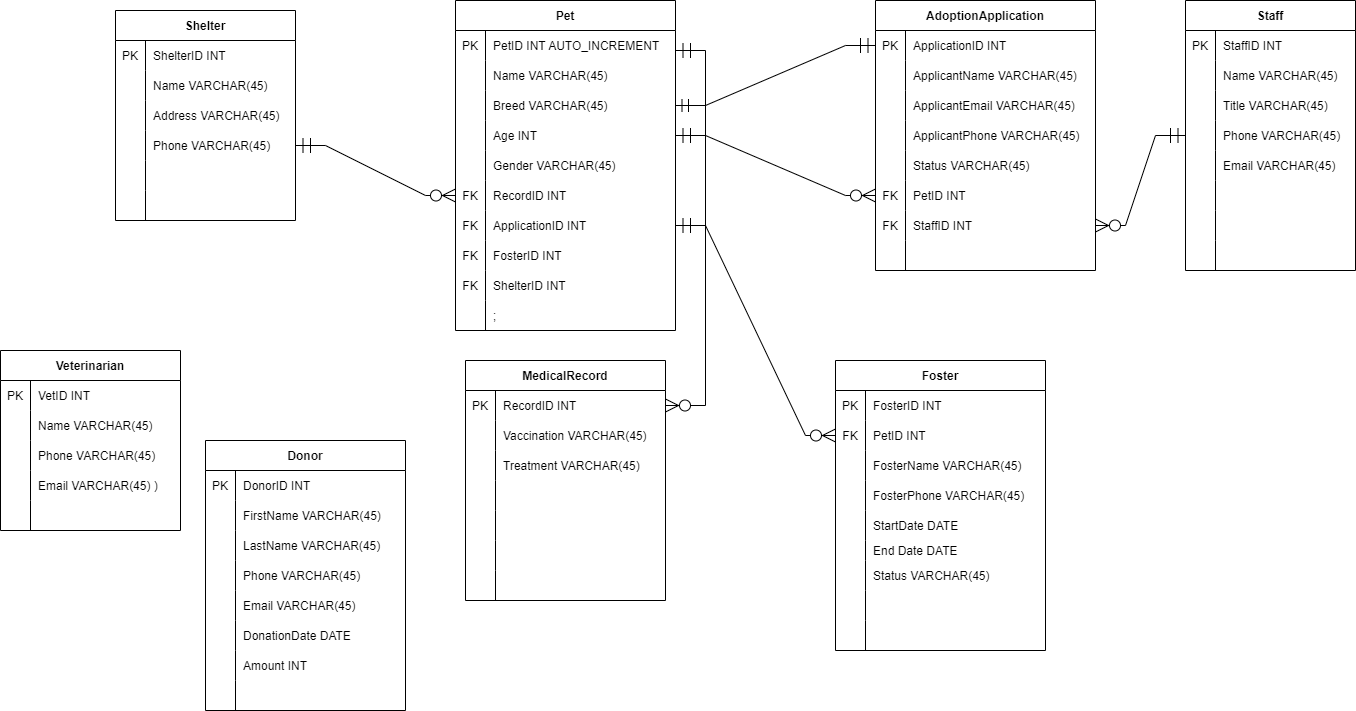 Shelter
PK ShelterID INT
Name VARCHAR(45)
Address VARCHAR(45)
Phone VARCHAR(45)
Pet
PK PetID INT AUTO_INCREMENT
Name VARCHAR(45)
Breed VARCHAR(45)
Age INT
Gender VARCHAR(45)
FK RecordID INT
FK ApplicationID INT
FK FosterID INT
FK ShelterID INT
;
AdoptionApplication
PK ApplicationID INT
ApplicantName VARCHAR(45)
ApplicantEmail VARCHAR(45)
ApplicantPhone VARCHAR(45)
Status VARCHAR(45)
FK PetID INT
FK StaffID INT
Staff
PK StaffID INT
Name VARCHAR(45)
Title VARCHAR(45)
Phone VARCHAR(45)
Email VARCHAR(45)
Veterinarian
PK VetID INT
Name VARCHAR(45)
Phone VARCHAR(45)
Email VARCHAR(45) )
Donor
PK DonorID INT
FirstName VARCHAR(45)
LastName VARCHAR(45)
Phone VARCHAR(45)
Email VARCHAR(45)
DonationDate DATE
Amount INT
MedicalRecord
PK RecordID INT
Vaccination VARCHAR(45)
Treatment VARCHAR(45)
Foster
PK FosterID INT
FK PetID INT
FosterName VARCHAR(45)
FosterPhone VARCHAR(45)
StartDate DATE
End Date DATE
Status VARCHAR(45)